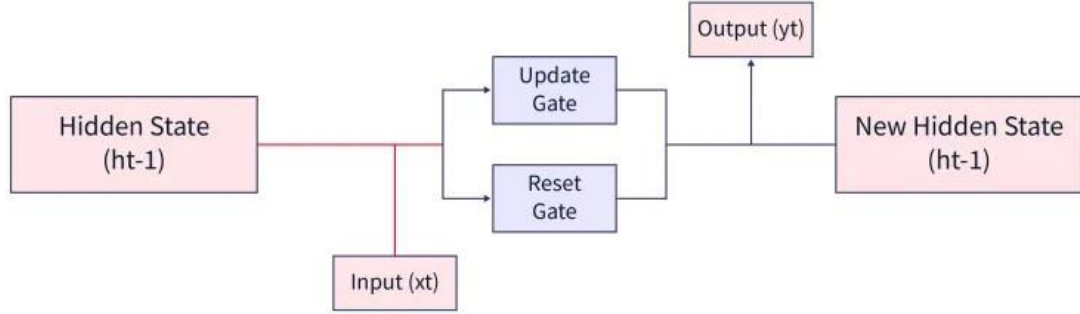 Output (yt)
Update
Gate
Hidden State
(ht-1)
New Hidden State
(ht-1)
Reset
Gate
Input (xt)